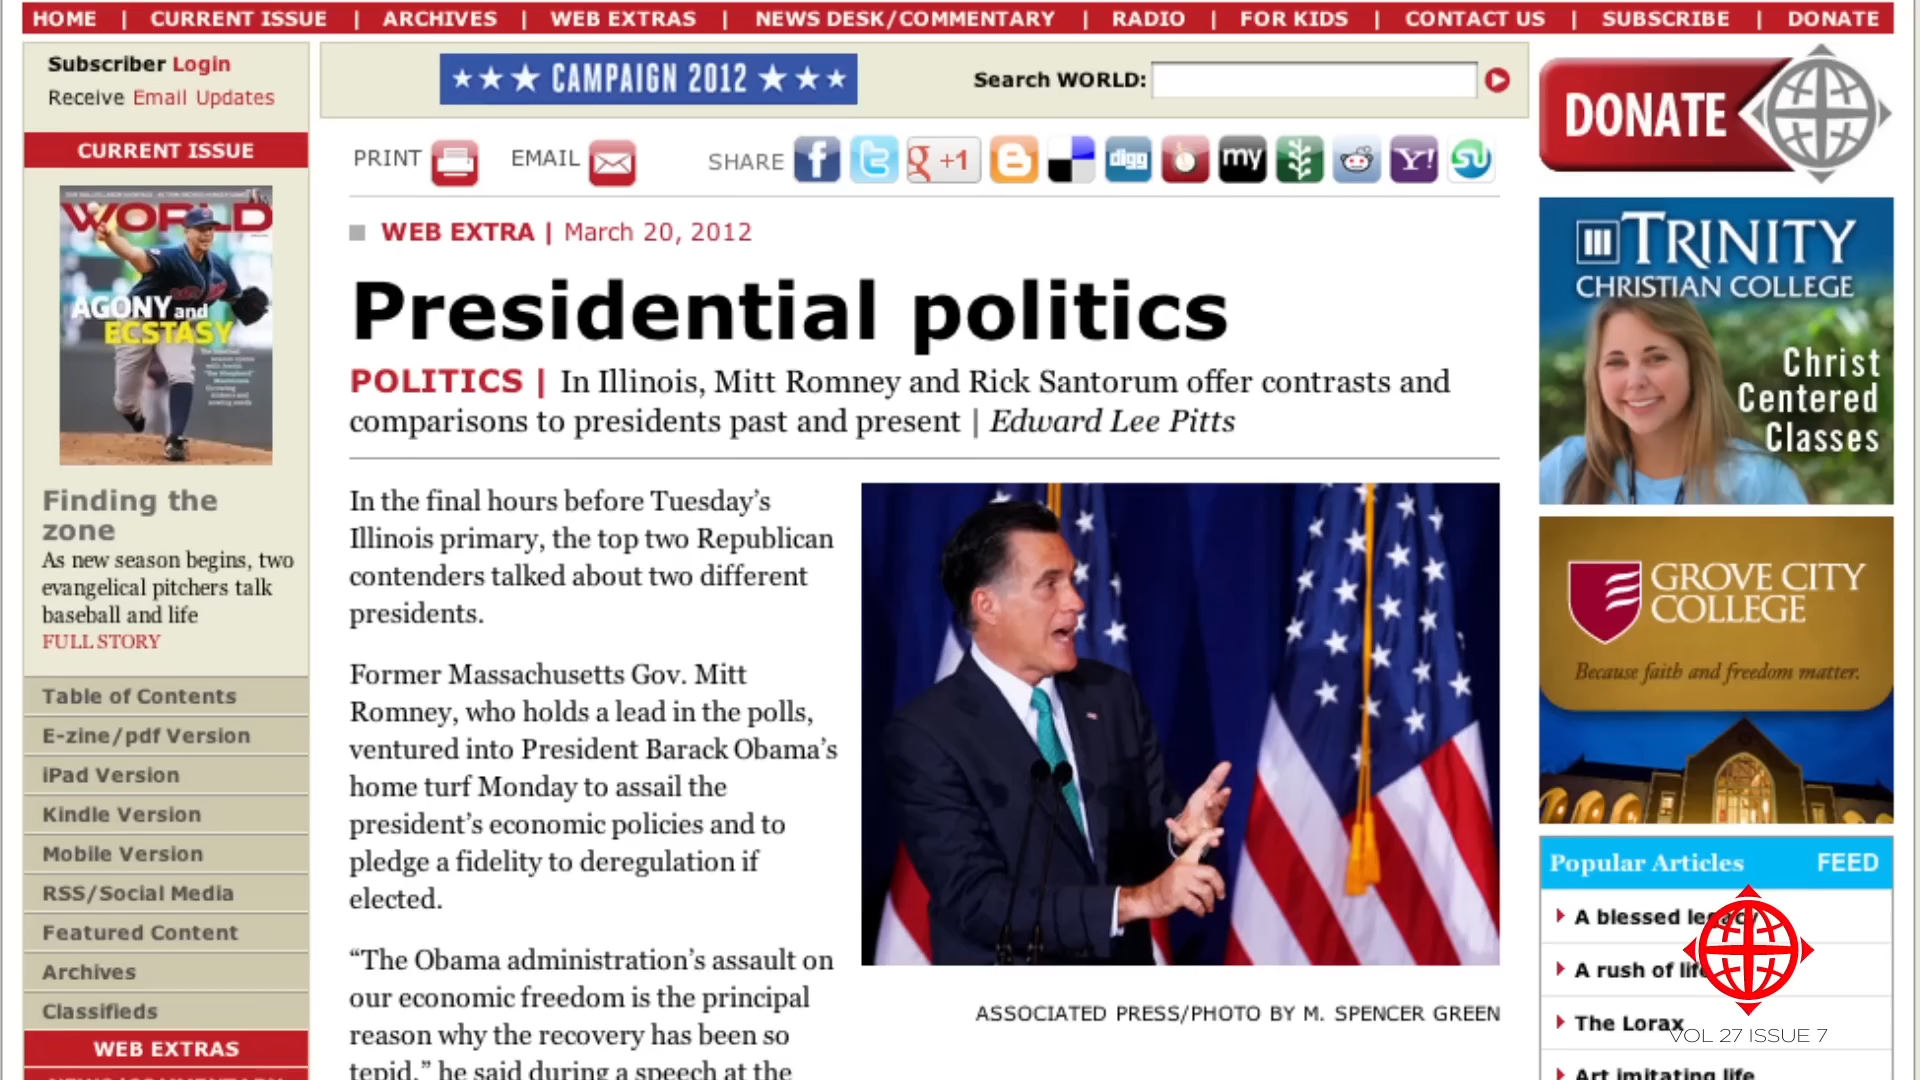 HOME | CURRENT ISSUE | ARCHIVES | WEB EXTRAS | NEWS DESK/COMMENTARY | RADIO | FOR KIDS | CONTACT US | SUBSCRIBE | DONATE
Subscriber Login
Receive Email Updates
CURRENT ISSUE
WORLD
AGONY and
ECSTASY
Finding the
zone
As new season begins, two
evangelical pitchers talk
baseball and life
FULL STORY
Table of Contents
E-zine/pdf Version
iPad Version
Kindle Version
Mobile Version
RSS/Social Media
Featured Content
Archives
Classifieds
WEB EXTRAS
CAMPAIGN 2012
Search WORLD:
PRINT
EMAIL
SHARE
f
t
g +1
B
digg
my
Y!
SU
WEB EXTRA | March 20, 2012
Presidential politics
POLITICS | In Illinois, Mitt Romney and Rick Santorum offer contrasts and
comparisons to presidents past and present | Edward Lee Pitts
In the final hours before Tuesday’s
Illinois primary, the top two Republican
contenders talked about two different
presidents.
Former Massachusetts Gov. Mitt
Romney, who holds a lead in the polls,
ventured into President Barack Obama’s
home turf Monday to assail the
president’s economic policies and to
pledge a fidelity to deregulation if
elected.
“The Obama administration’s assault on
our economic freedom is the principal
reason why the recovery has been so
tepid,” he said during a speech at the
ASSOCIATED PRESS/PHOTO BY M. SPENCER GREEN
DONATE
TRINITY
CHRISTIAN COLLEGE
Christ
Centered
Classes
GROVE CITY
COLLEGE
Because faith and freedom matter.
Popular Articles FEED
A blessed legacy
A rush of life
The Lorax
Art imitating life
VOL 27 ISSUE 7